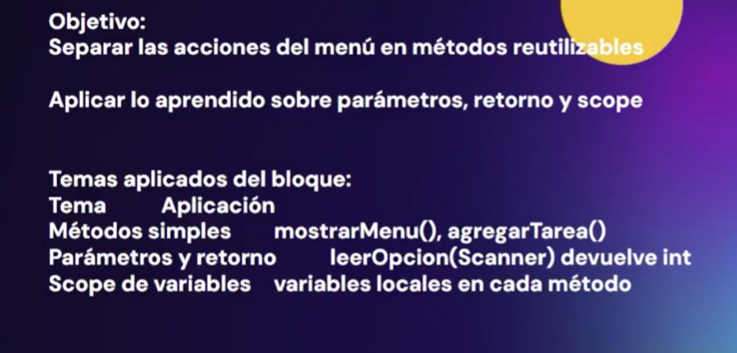 Objetivo:
Separar las acciones del menú en métodos reutilizables
Aplicar lo aprendido sobre parámetros, retorno y scope
Temas aplicados del bloque:
Tema Aplicación
Métodos simples mostrarMenu(), agregarTarea()
Parámetros y retorno leerOpcion(Scanner) devuelve int
Scope de variables variables locales en cada método